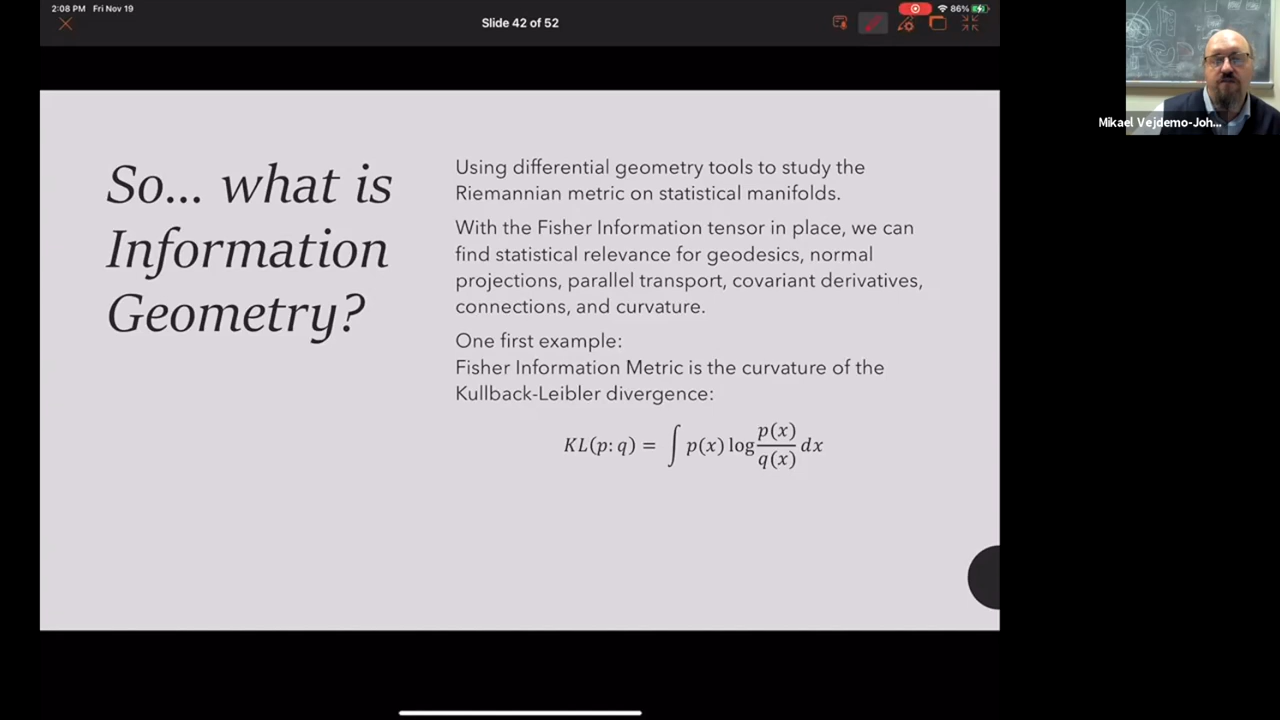 2:08 PM Fri Nov 19
86%
Slide 42 of 52
So... what is
Information
Geometry?
Using differential geometry tools to study the
Riemannian metric on statistical manifolds.
With the Fisher Information tensor in place, we can
find statistical relevance for geodesics, normal
projections, parallel transport, covariant derivatives,
connections, and curvature.
One first example:
Fisher Information Metric is the curvature of the
Kullback-Leibler divergence:
KL(p: q) = ∫ p(x) log p(x)/q(x) dx
Mikael Vejdemo-Joh...